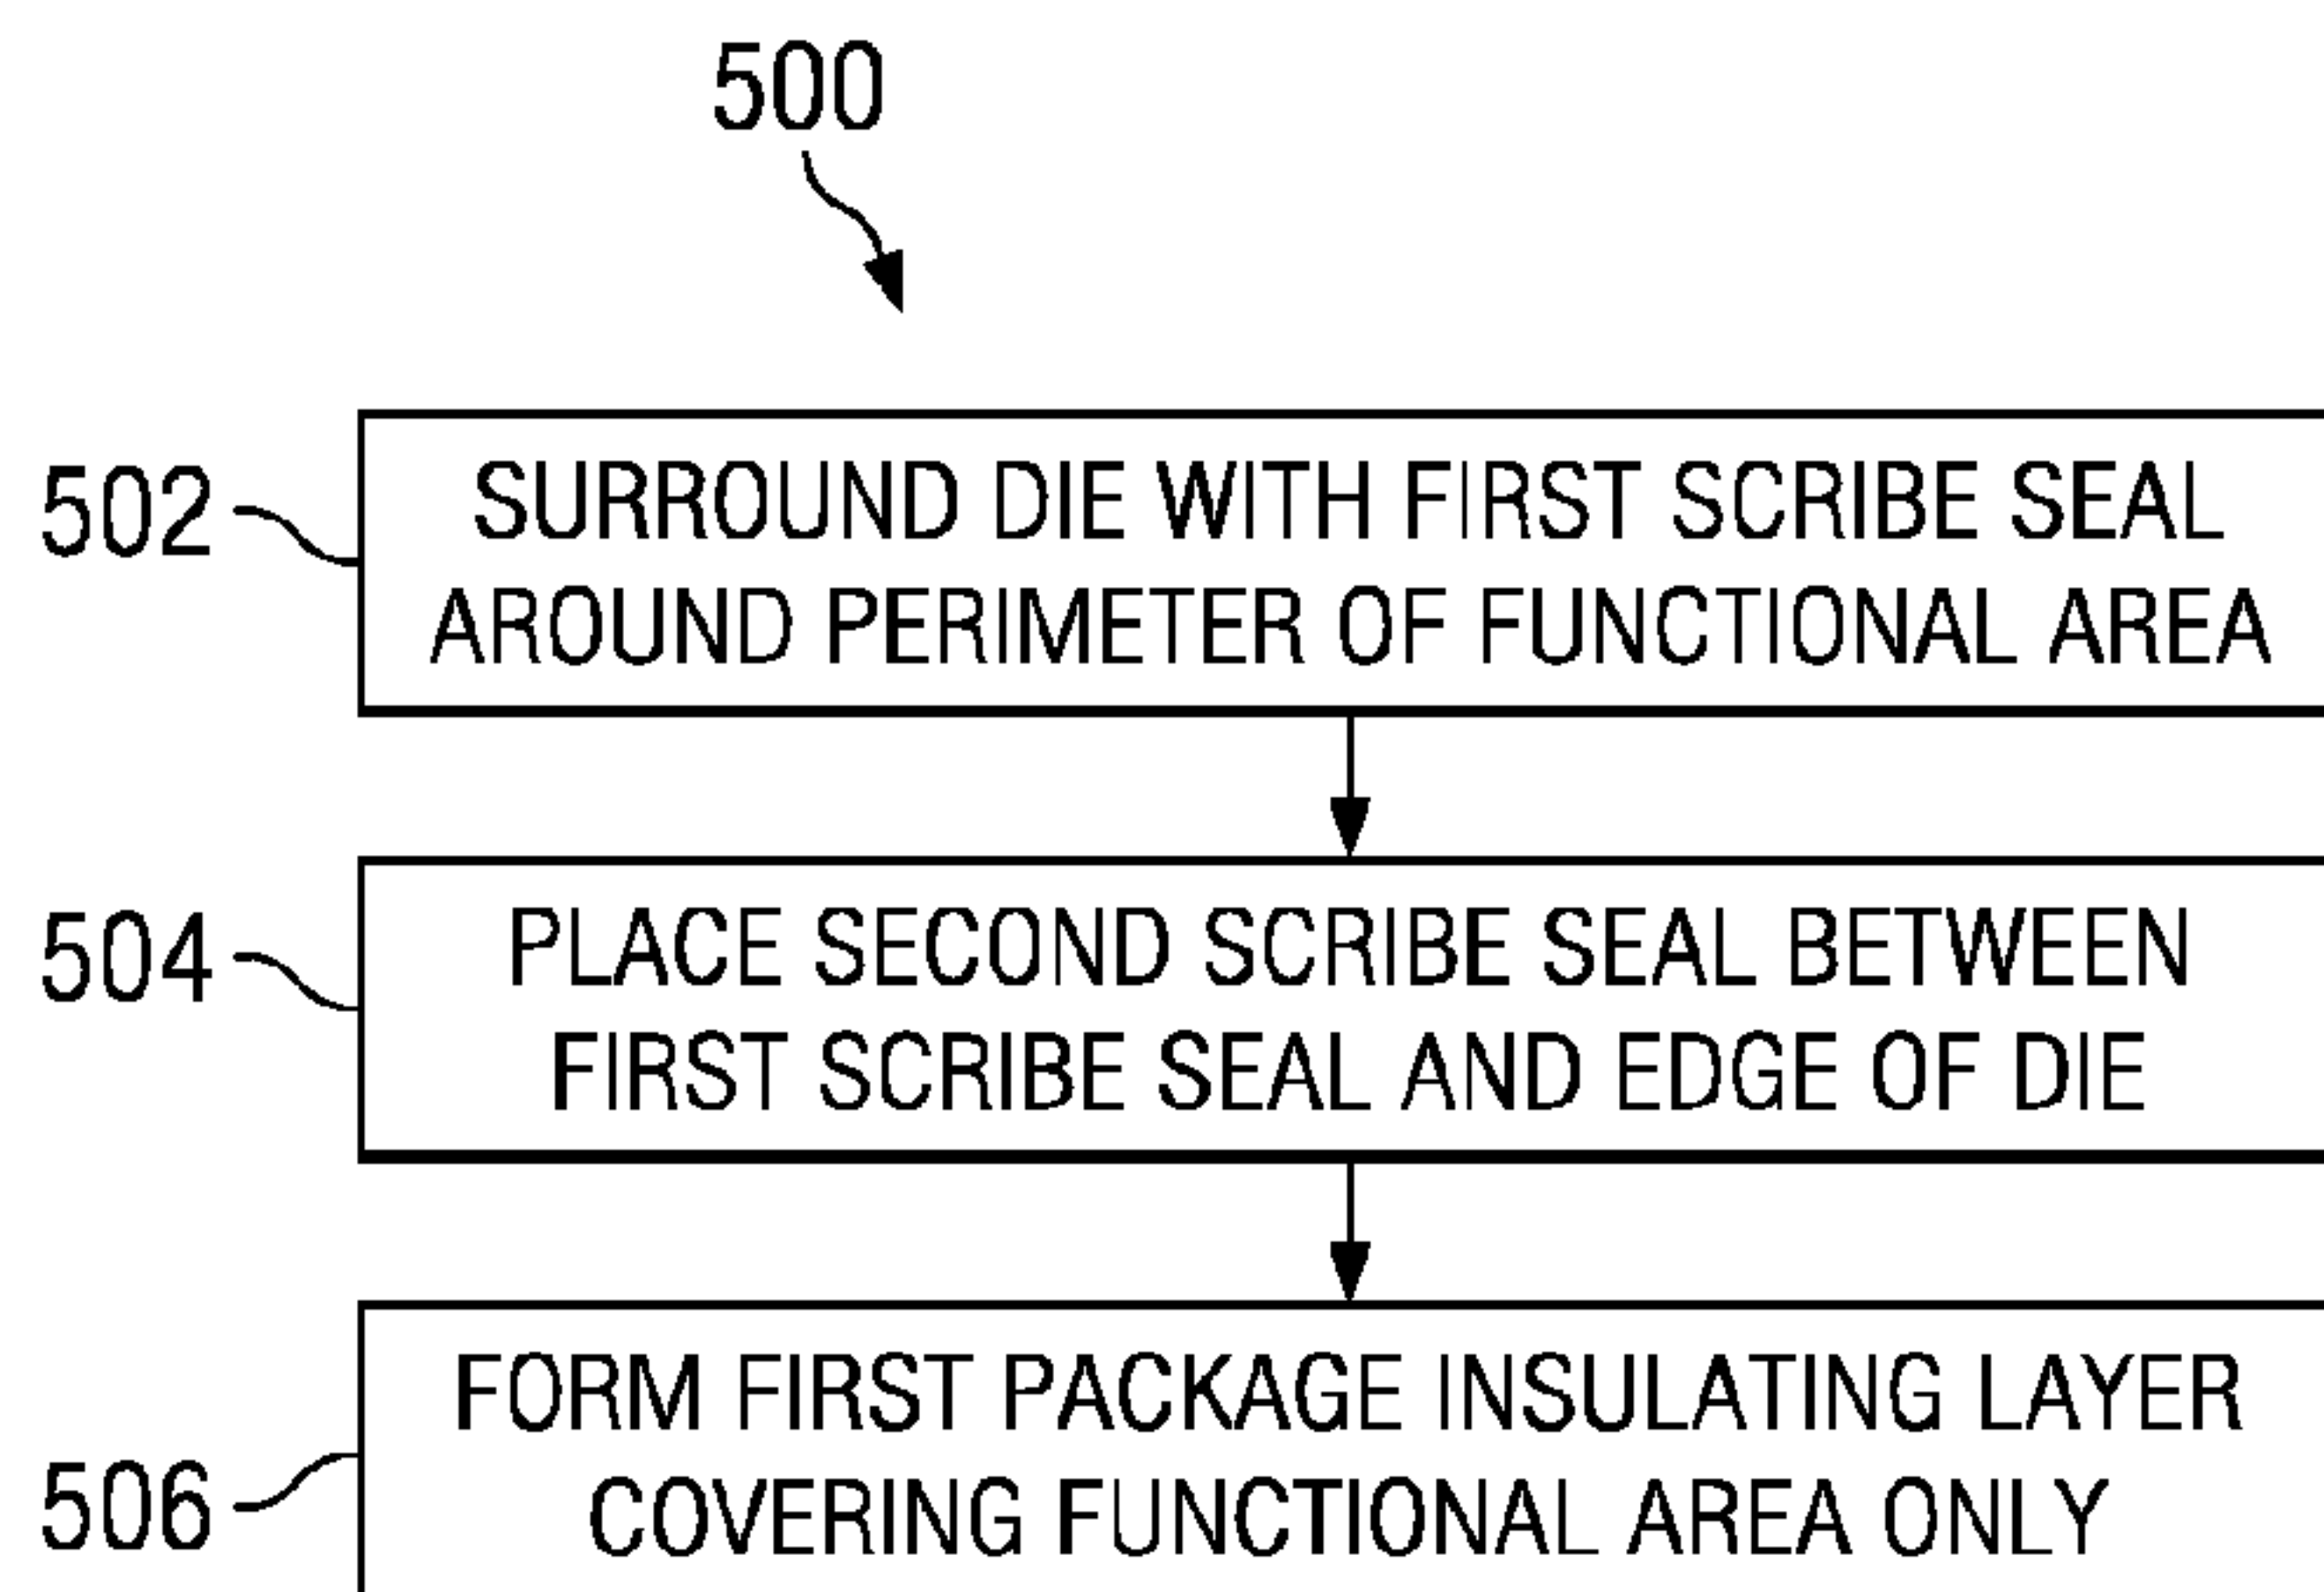 500
502
SURROUND DIE WITH FIRST SCRIBE SEAL
AROUND PERIMETER OF FUNCTIONAL AREA
504
PLACE SECOND SCRIBE SEAL BETWEEN
FIRST SCRIBE SEAL AND EDGE OF DIE
506
FORM FIRST PACKAGE INSULATING LAYER
COVERING FUNCTIONAL AREA ONLY